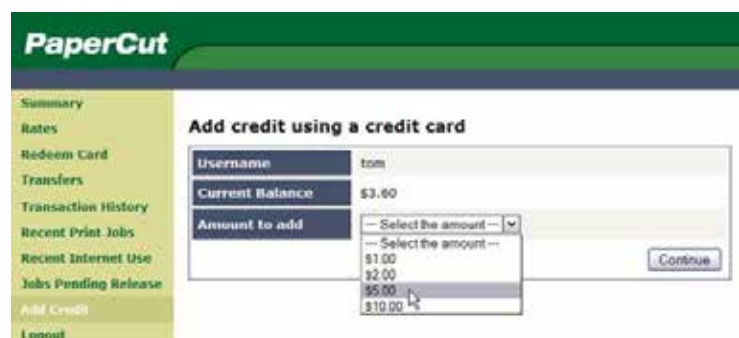 PaperCut
Summary
Rates
Redeem Card
Transfers
Transaction History
Recent Print Jobs
Recent Internet Use
Jobs Pending Release
Add Credit
Logout
Add credit using a credit card
Username tom
Current Balance $3.60
Amount to add --- Select the amount ---
--- Select the amount ---
$1.00
$2.00
$5.00
$10.00
Continue